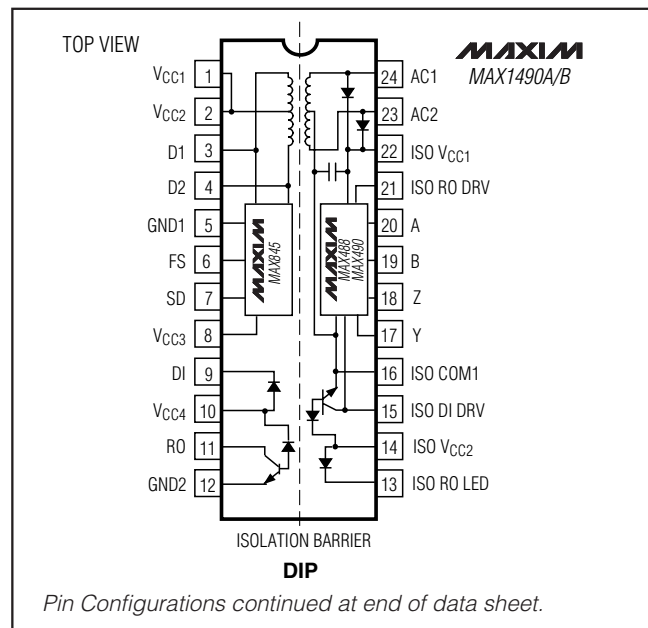 TOP VIEW
MAXIM
MAX1490A/B
VCC1 1
VCC2 2
D1 3
D2 4
GND1 5
FS 6
SD 7
VCC3 8
DI 9
VCC4 10
RO 11
GND2 12
MAXIM
MAX845
MAXIM
MAX488
MAX490
24 AC1
23 AC2
22 ISO VCC1
21 ISO RO DRV
20 A
19 B
18 Z
17 Y
16 ISO COM1
15 ISO DI DRV
14 ISO VCC2
13 ISO RO LED
ISOLATION BARRIER
DIP
Pin Configurations continued at end of data sheet.